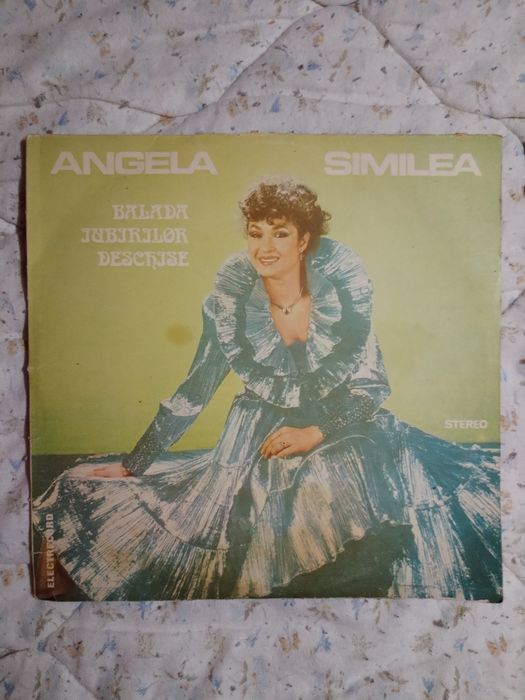 ANGELA SIMILEA
BALADA
IUBIRILOR
DESCHISE
STEREO
ELECTRECORD